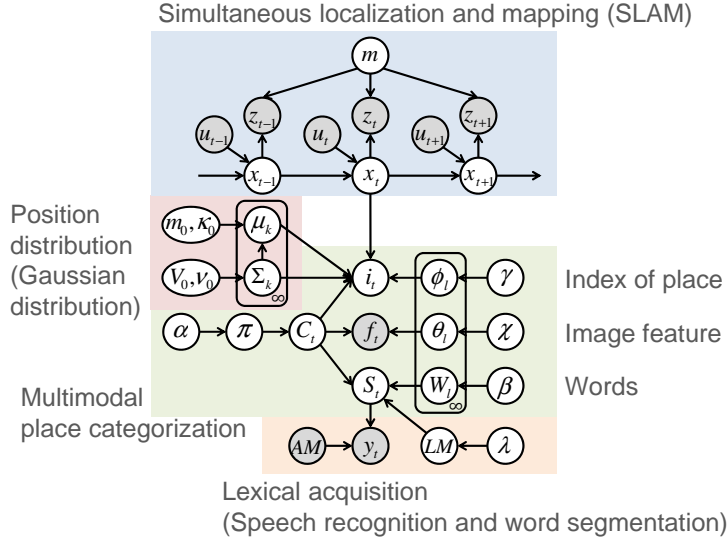 Simultaneous localization and mapping (SLAM)
m
z_{t-1} z_t z_{t+1}
u_{t-1} u_t u_{t+1}
x_{t-1} x_t x_{t+1}
Position
distribution
(Gaussian
distribution)
m_0, κ_0 μ_k
V_0, ν_0 Σ_k ∞
i_t ϕ_l γ Index of place
α π C_t f_t θ_l χ Image feature
S_t W_l ∞ β Words
Multimodal
place categorization
AM y_t LM λ
Lexical acquisition
(Speech recognition and word segmentation)